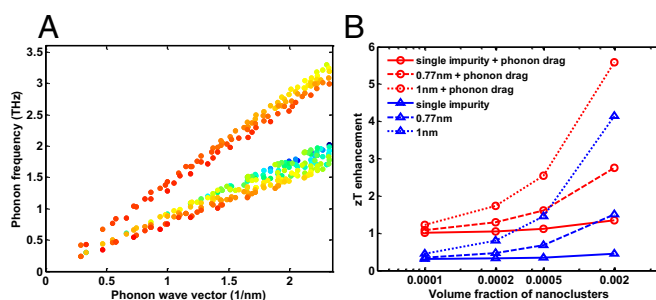 A
Phonon frequency (THz)
3.5
3
2.5
2
1.5
1
0.5
0
0
0.5
1
1.5
2
Phonon wave vector (1/nm)
B
zT enhancement
6
5
4
3
2
1
0
single impurity + phonon drag
0.77nm + phonon drag
1nm + phonon drag
single impurity
0.77nm
1nm
0.0001
0.0002
0.0005
0.002
Volume fraction of nanoclusters